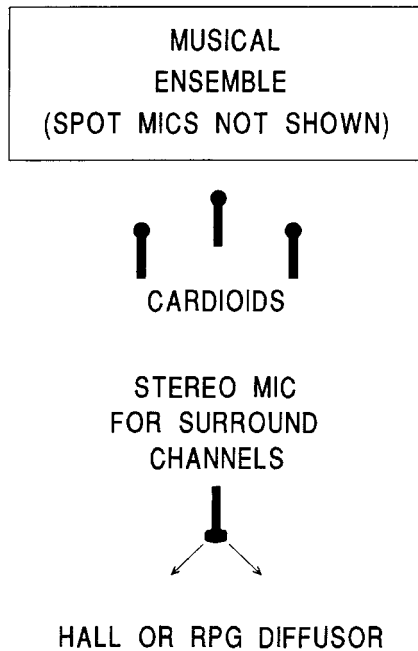 MUSICAL
ENSEMBLE
(SPOT MICS NOT SHOWN)
CARDIOIDS
STEREO MIC
FOR SURROUND
CHANNELS
HALL OR RPG DIFFUSOR